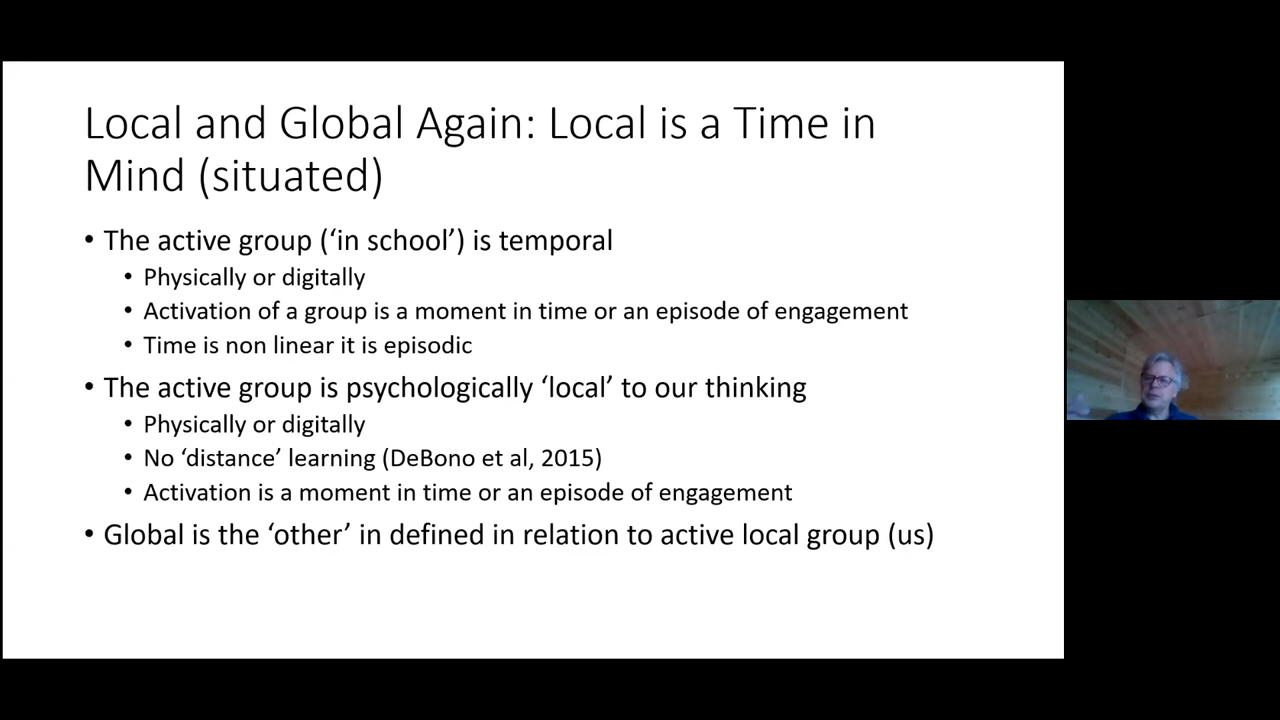 Local and Global Again: Local is a Time in
Mind (situated)
• The active group (‘in school’) is temporal
• Physically or digitally
• Activation of a group is a moment in time or an episode of engagement
• Time is non linear it is episodic
• The active group is psychologically ‘local’ to our thinking
• Physically or digitally
• No ‘distance’ learning (DeBono et al, 2015)
• Activation is a moment in time or an episode of engagement
• Global is the ‘other’ in defined in relation to active local group (us)